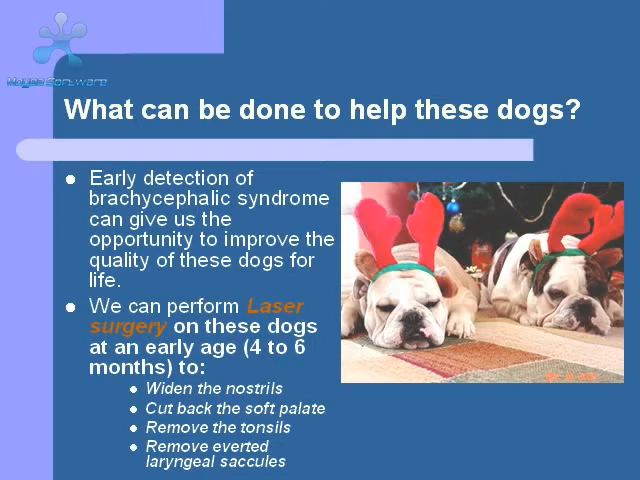 Moyea Software
What can be done to help these dogs?
Early detection of
brachycephalic syndrome
can give us the
opportunity to improve the
quality of these dogs for
life.
We can perform Laser
surgery on these dogs
at an early age (4 to 6
months) to:
Widen the nostrils
Cut back the soft palate
Remove the tonsils
Remove everted
laryngeal saccules